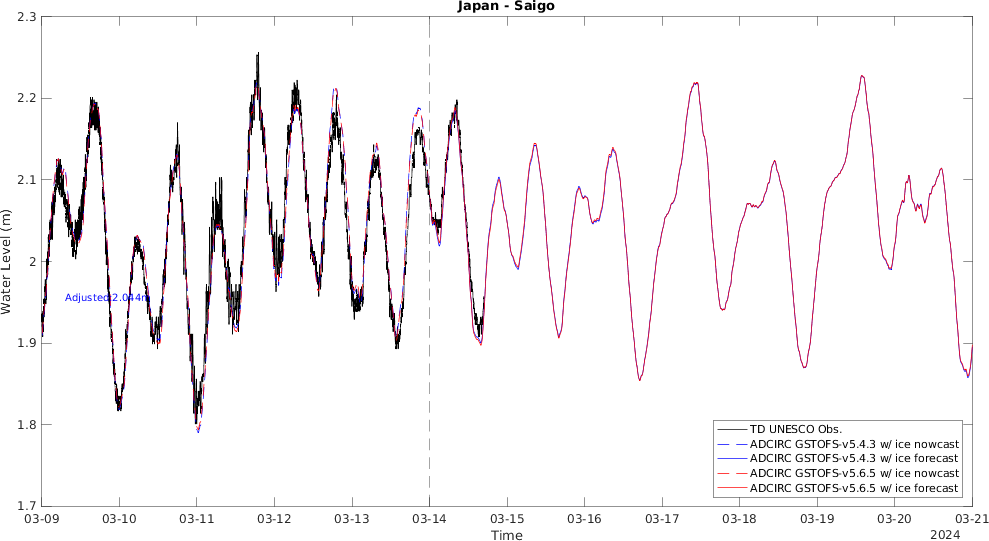 Japan - Saigo
2.3
2.2
2.1
2
1.9
1.8
1.7
Water Level (m)
Adjusted:2.044m
TD UNESCO Obs.
ADCIRC GSTOFS-v5.4.3 w/ ice nowcast
ADCIRC GSTOFS-v5.4.3 w/ ice forecast
ADCIRC GSTOFS-v5.6.5 w/ ice nowcast
ADCIRC GSTOFS-v5.6.5 w/ ice forecast
03-09 03-10 03-11 03-12 03-13 03-14 03-15 03-16 03-17 03-18 03-19 03-20 03-21
Time
2024